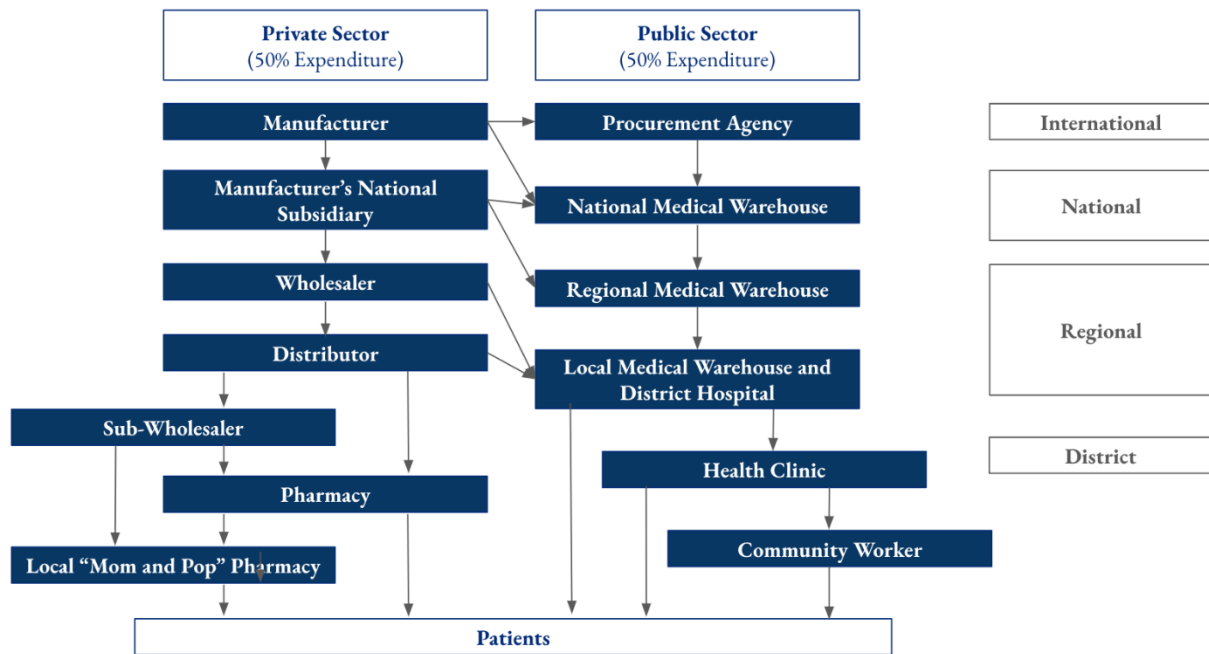 Private Sector
(50% Expenditure)
Public Sector
(50% Expenditure)
Manufacturer
Procurement Agency
International
Manufacturer’s National
Subsidiary
National Medical Warehouse
National
Wholesaler
Regional Medical Warehouse
Regional
Distributor
Local Medical Warehouse and
District Hospital
Sub-Wholesaler
District
Health Clinic
Pharmacy
Community Worker
Local “Mom and Pop” Pharmacy
Patients